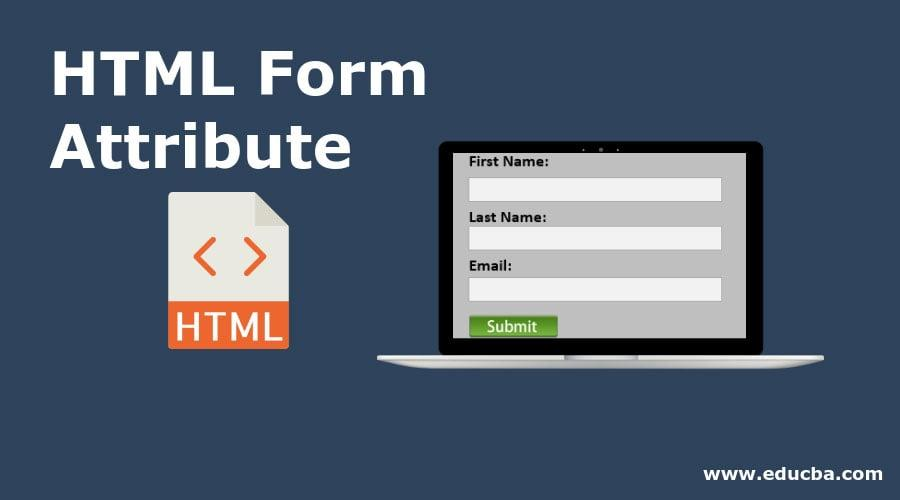 HTML Form
Attribute
HTML
First Name:
Last Name:
Email:
Submit
www.educba.com